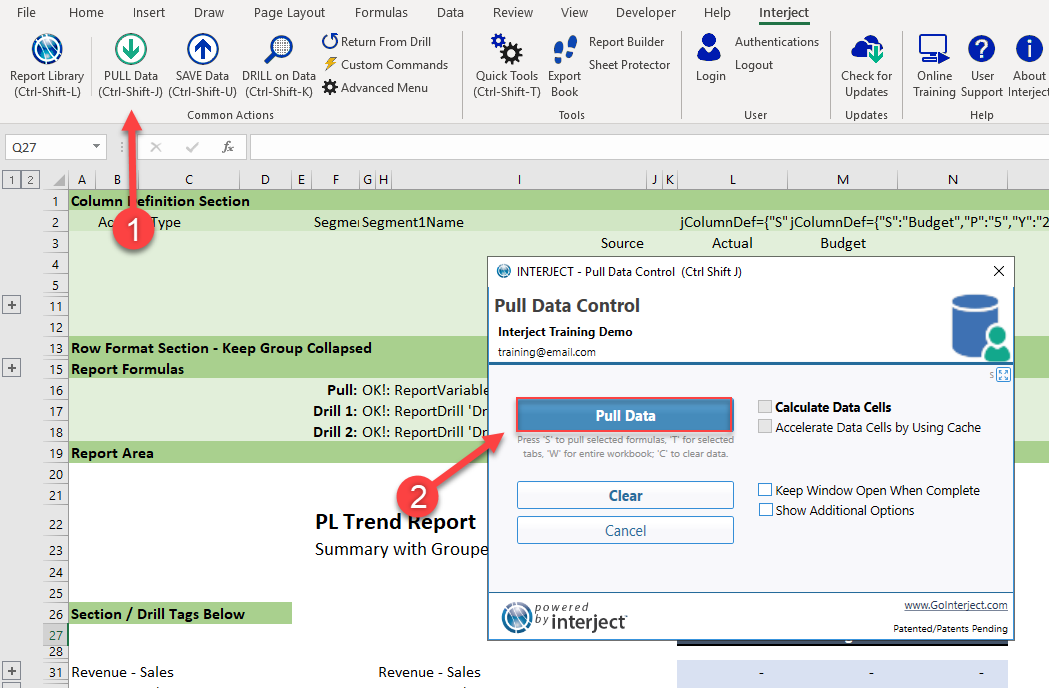 File Home Insert Draw Page Layout Formulas Data Review View Developer Help Interject
Report Library
(Ctrl-Shift-L)
PULL Data
(Ctrl-Shift-J)
SAVE Data
(Ctrl-Shift-U)
DRILL on Data
(Ctrl-Shift-K)
Return From Drill
Custom Commands
Advanced Menu
Common Actions
Quick Tools
(Ctrl-Shift-T)
Export
Book
Report Builder
Sheet Protector
Tools
Login
Authentications
Logout
User
Check for
Updates
Updates
Online
Training
User
Support
About
Interject
Help
Q27
fx
1 2
A B C D E F G H I J K L M N
1 Column Definition Section
2 Type Segment1Name jColumnDef={"S" jColumnDef={"S":"Budget","P":"5","Y":"2
3 Source Actual Budget
4
5
11
12
13 Row Format Section - Keep Group Collapsed
15 Report Formulas
16 Pull: OK!: ReportVariable
17 Drill 1: OK!: ReportDrill 'Dr
18 Drill 2: OK!: ReportDrill 'Dr
19 Report Area
20
21
22 PL Trend Report
23 Summary with Groupe
24
25
26 Section / Drill Tags Below
27
28
31 Revenue - Sales Revenue - Sales - - -
1
2
INTERJECT - Pull Data Control (Ctrl Shift J)
Pull Data Control
Interject Training Demo
training@email.com
S
Pull Data
Press 'S' to pull selected formulas, 'T' for selected
tabs, 'W' for entire workbook; 'C' to clear data.
Clear
Cancel
Calculate Data Cells
Accelerate Data Cells by Using Cache
Keep Window Open When Complete
Show Additional Options
powered
by interject
www.GoInterject.com
Patented/Patents Pending